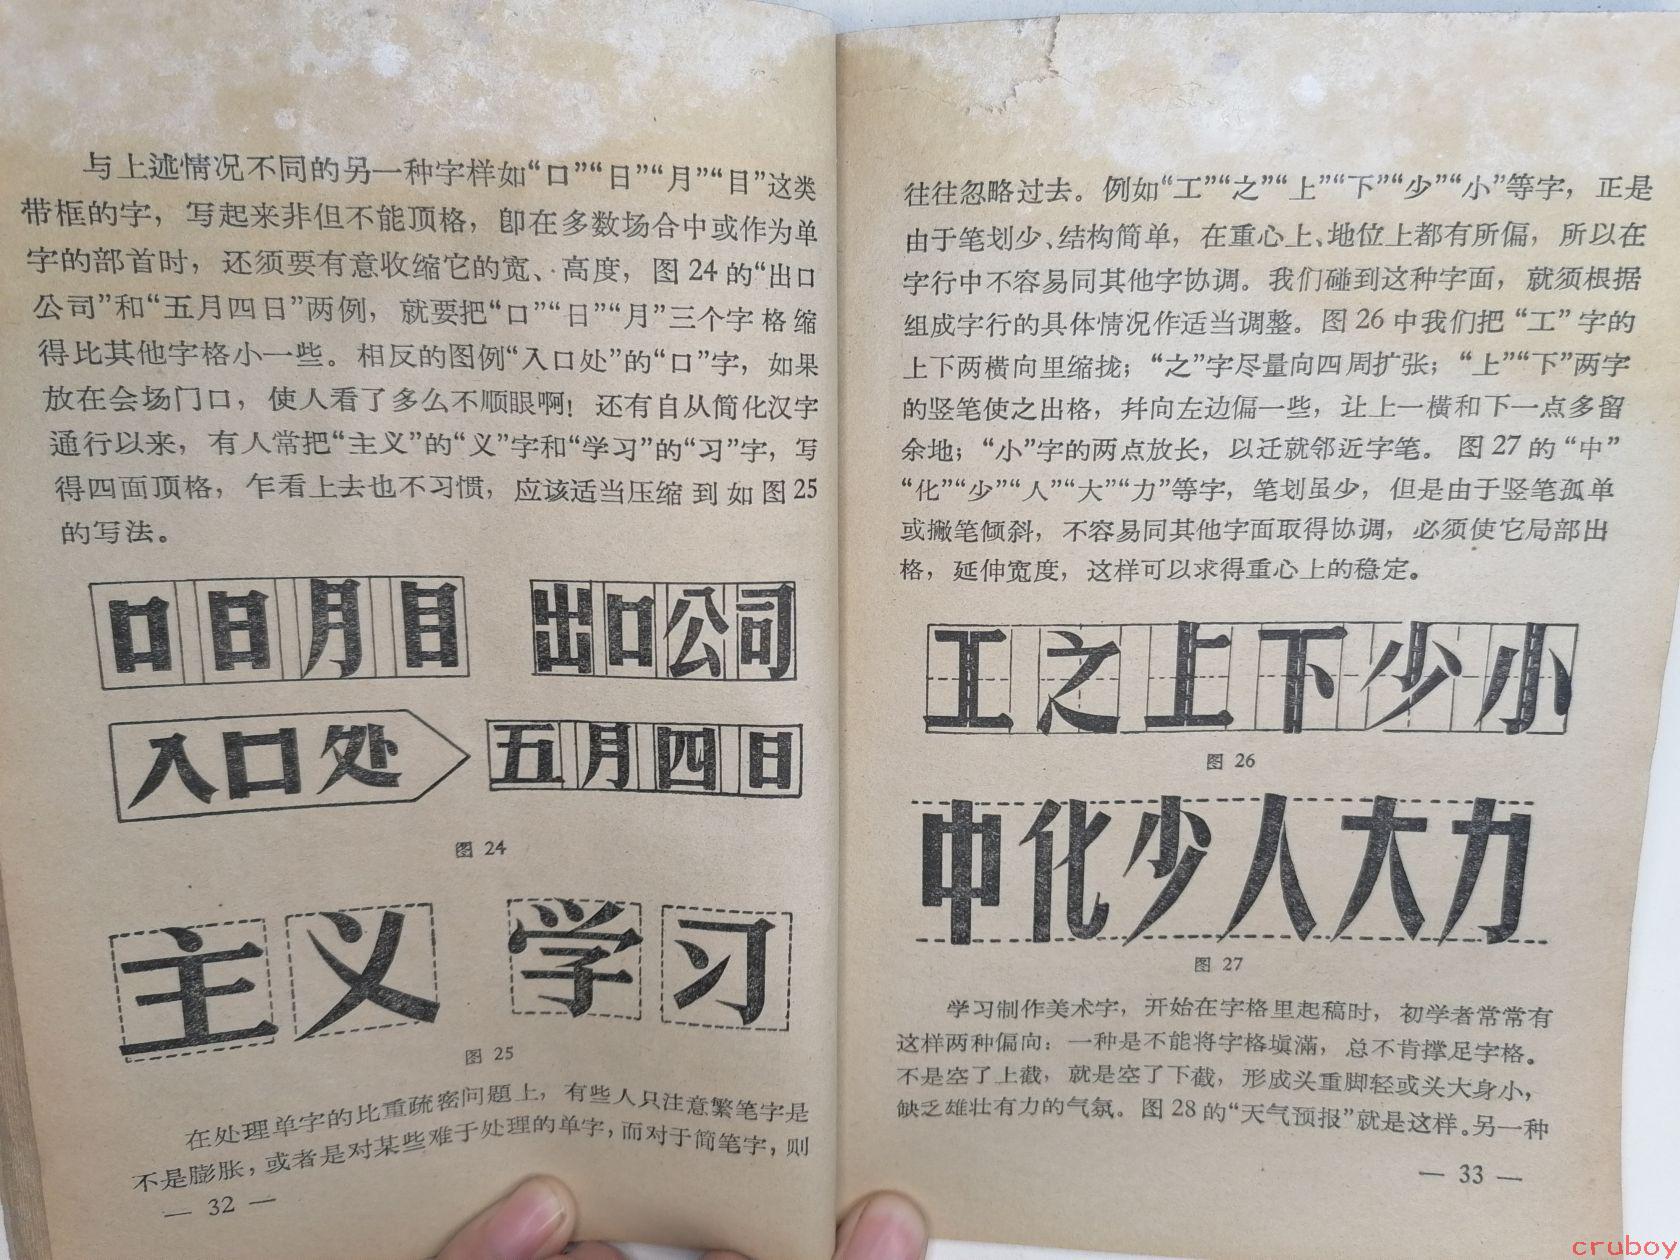 与上述情况不同的另一种字样如“口”“日”“月”“目”这类
带框的字，写起来非但不能顶格，即在多数场合中或作为单
字的部首时，还须要有意收缩它的宽、高度，图 24 的“出口
公司”和“五月四日”两例，就要把“口”“日”“月”三个字格缩
得比其他字格小一些。相反的图例“入口处”的“口”字，如果
放在会场门口，使人看了多么不顺眼啊！还有自从简化汉字
通行以来，有人常把“主义”的“义”字和“学习”的“习”字，写
得四面顶格，乍看上去也不习惯，应该适当压缩到如图 25
的写法。
口日月目 出口公司
入口处 五月四日
图 24
主义 学习
图 25
在处理单字的比重疏密问题上，有些人只注意繁笔字是
不是膨胀，或者是对某些难于处理的单字，而对于简笔字，则
— 32 —
往往忽略过去。例如“工”“之”“上”“下”“少”“小”等字，正是
由于笔划少、结构简单，在重心上、地位上都有所偏，所以在
字行中不容易同其他字协调。我们碰到这种字面，就须根据
组成字行的具体情况作适当调整。图 26 中我们把“工”字的
上下两横向里缩拢；“之”字尽量向四周扩张；“上”“下”两字
的竖笔使之出格，并向左边偏一些，让上一横和下一点多留
余地；“小”字的两点放长，以迁就邻近字笔。图 27 的“中”
“化”“少”“人”“大”“力”等字，笔划虽少，但是由于竖笔孤单
或撇笔倾斜，不容易同其他字面取得协调，必须使它局部出
格，延伸宽度，这样可以求得重心上的稳定。
工之上下少小
图 26
中化少人大力
图 27
学习制作美术字，开始在字格里起稿时，初学者常常有
这样两种偏向：一种是不能将字格填满，总不肯撑足字格。
不是空了上截，就是空了下截，形成头重脚轻或头大身小，
缺乏雄壮有力的气氛。图 28 的“天气预报”就是这样。另一种
— 33 —
cruboy